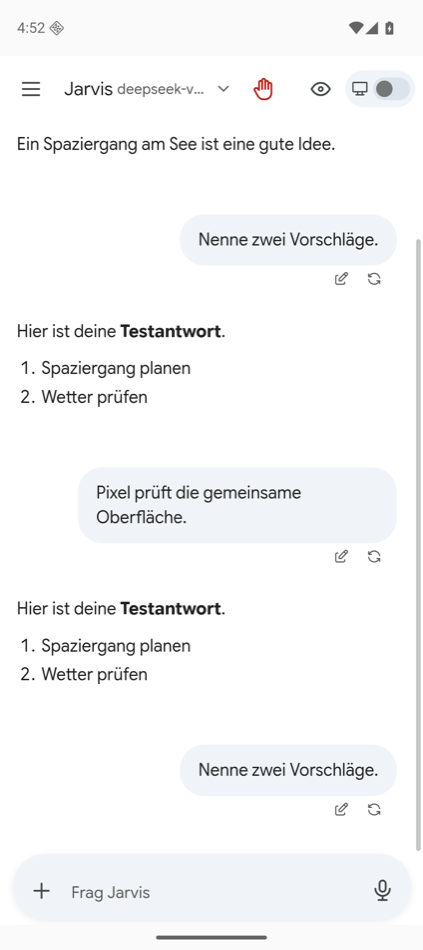 4:52
Jarvis deepseek-v...
Ein Spaziergang am See ist eine gute Idee.
Nenne zwei Vorschläge.
Hier ist deine Testantwort.
1. Spaziergang planen
2. Wetter prüfen
Pixel prüft die gemeinsame
Oberfläche.
Hier ist deine Testantwort.
1. Spaziergang planen
2. Wetter prüfen
Nenne zwei Vorschläge.
Frag Jarvis